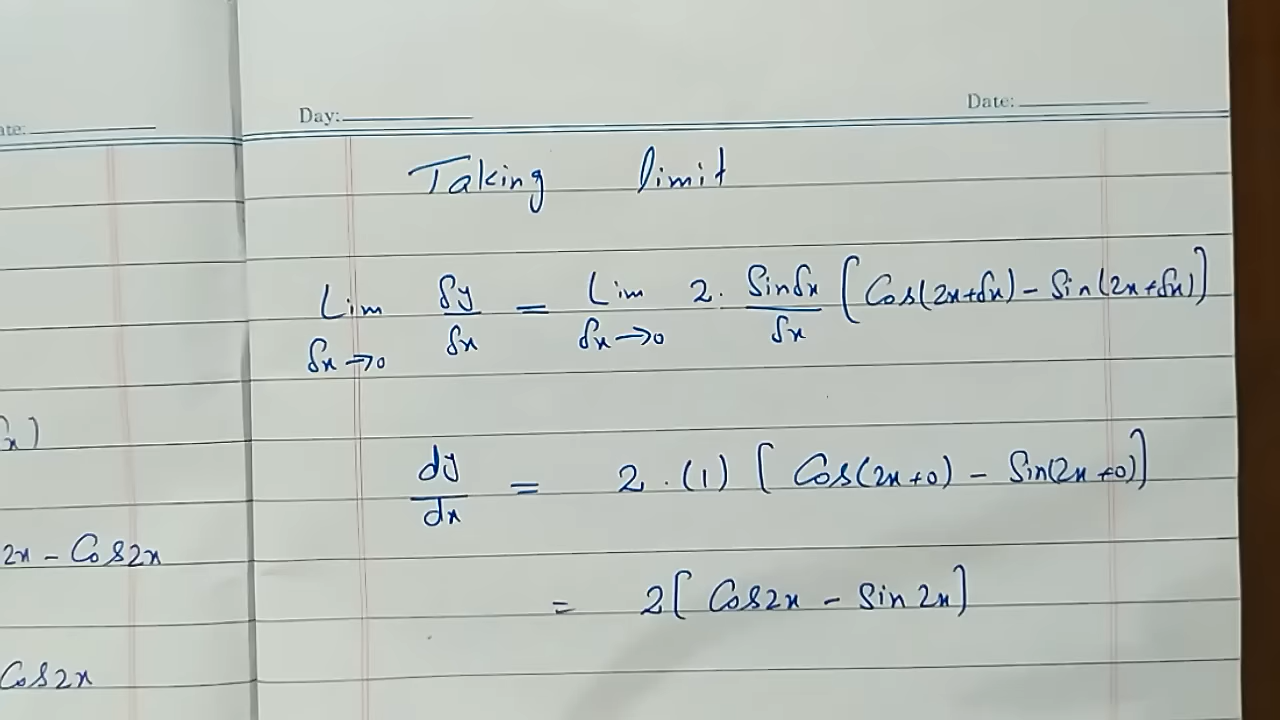 ate:
Day:
Date:
Taking limit
Lim δy/δx = Lim 2. Sinδx/δx [Cos(2x+δx) - Sin(2x+δx)]
δx→0 δx→0
x)
dy/dx = 2 . (1) [Cos(2x+0) - Sin(2x+0)]
2x - Cos2x
= 2[Cos2x - Sin2x]
Cos2x